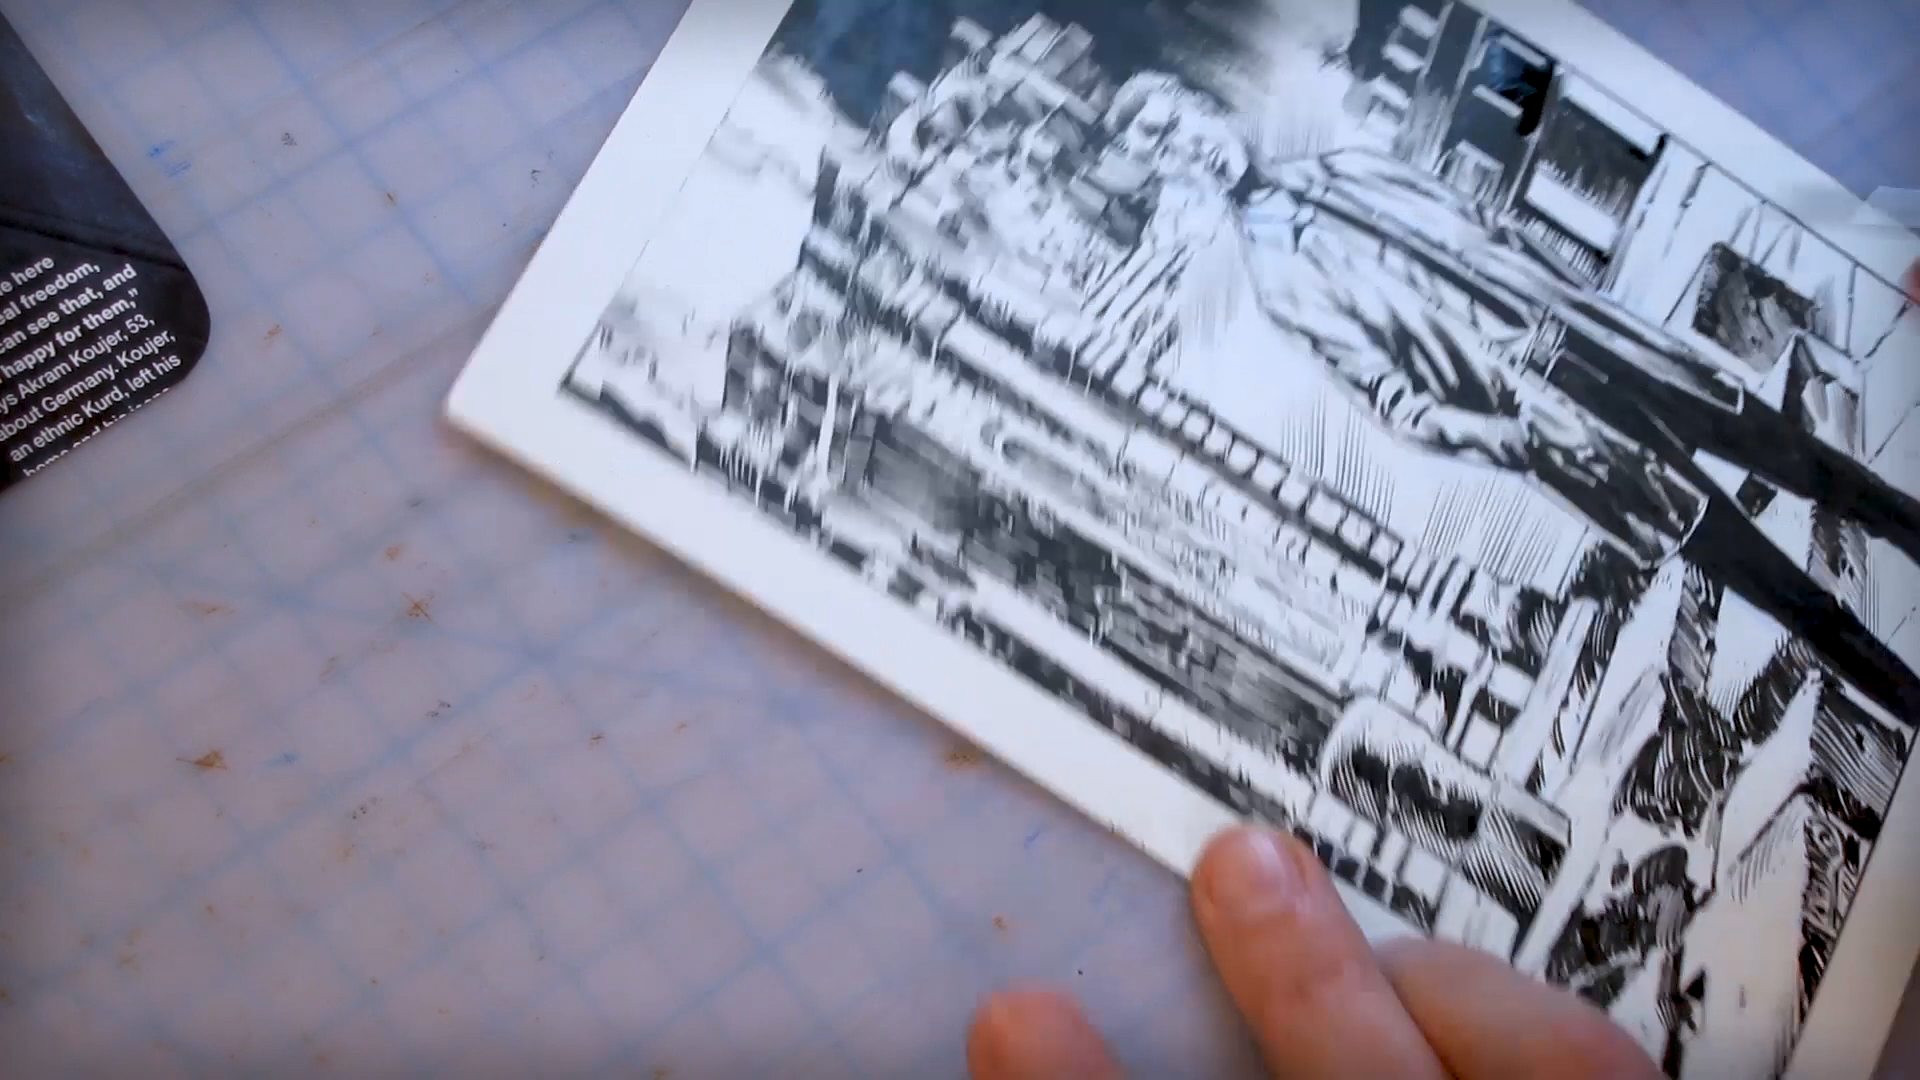 e here
eal freedom,
can see that, and
happy for them,"
ys Akram Koujer, 53,
about Germany. Koujer,
an ethnic Kurd, left his